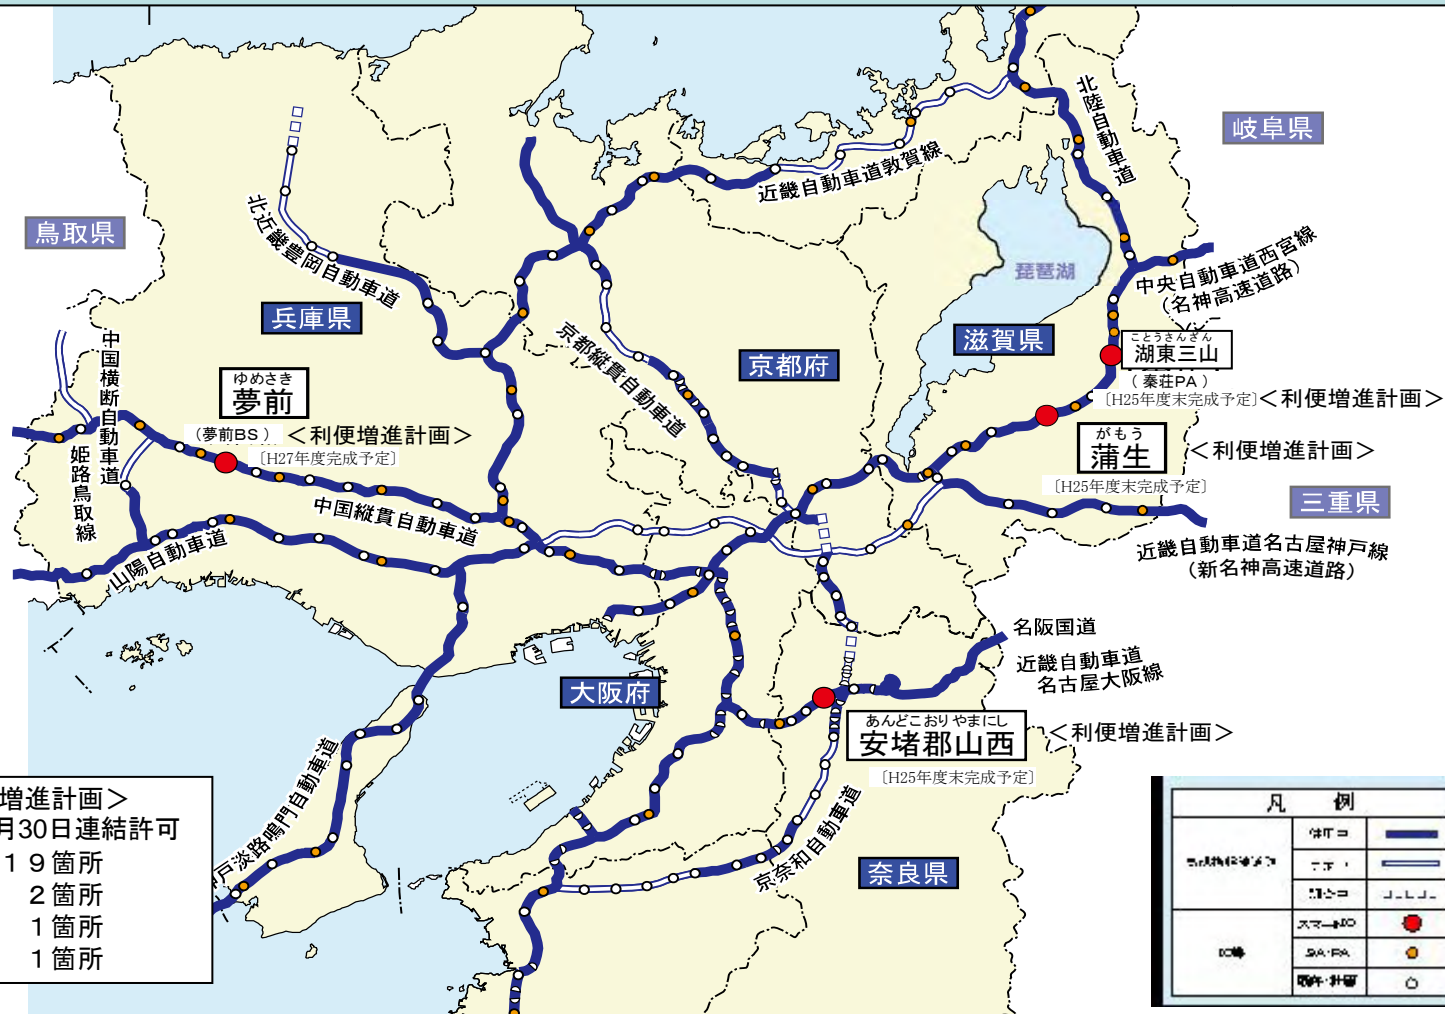 岐阜県
北陸自動車道
近畿自動車道敦賀線
鳥取県
北近畿豊岡自動車道
琵琶湖
中央自動車道西宮線
(名神高速道路)
兵庫県
滋賀県
京都府
京都縦貫自動車道
ことうさんざん
湖東三山
(秦荘PA)
〔H25年度末完成予定〕
<利便増進計画>
中国横断自動車道
姫路鳥取線
ゆめさき
夢前
(夢前BS)
<利便増進計画>
〔H27年度完成予定〕
がもう
蒲生
<利便増進計画>
〔H25年度末完成予定〕
三重県
中国縦貫自動車道
山陽自動車道
近畿自動車道名古屋神戸線
(新名神高速道路)
名阪国道
近畿自動車道
名古屋大阪線
大阪府
あんどこおりやまにし
安堵郡山西
<利便増進計画>
〔H25年度末完成予定〕
戸淡路鳴門自動車道
京奈和自動車道
奈良県
増進計画>
月30日連結許可
19箇所
2箇所
1箇所
1箇所
凡例
SA・PA